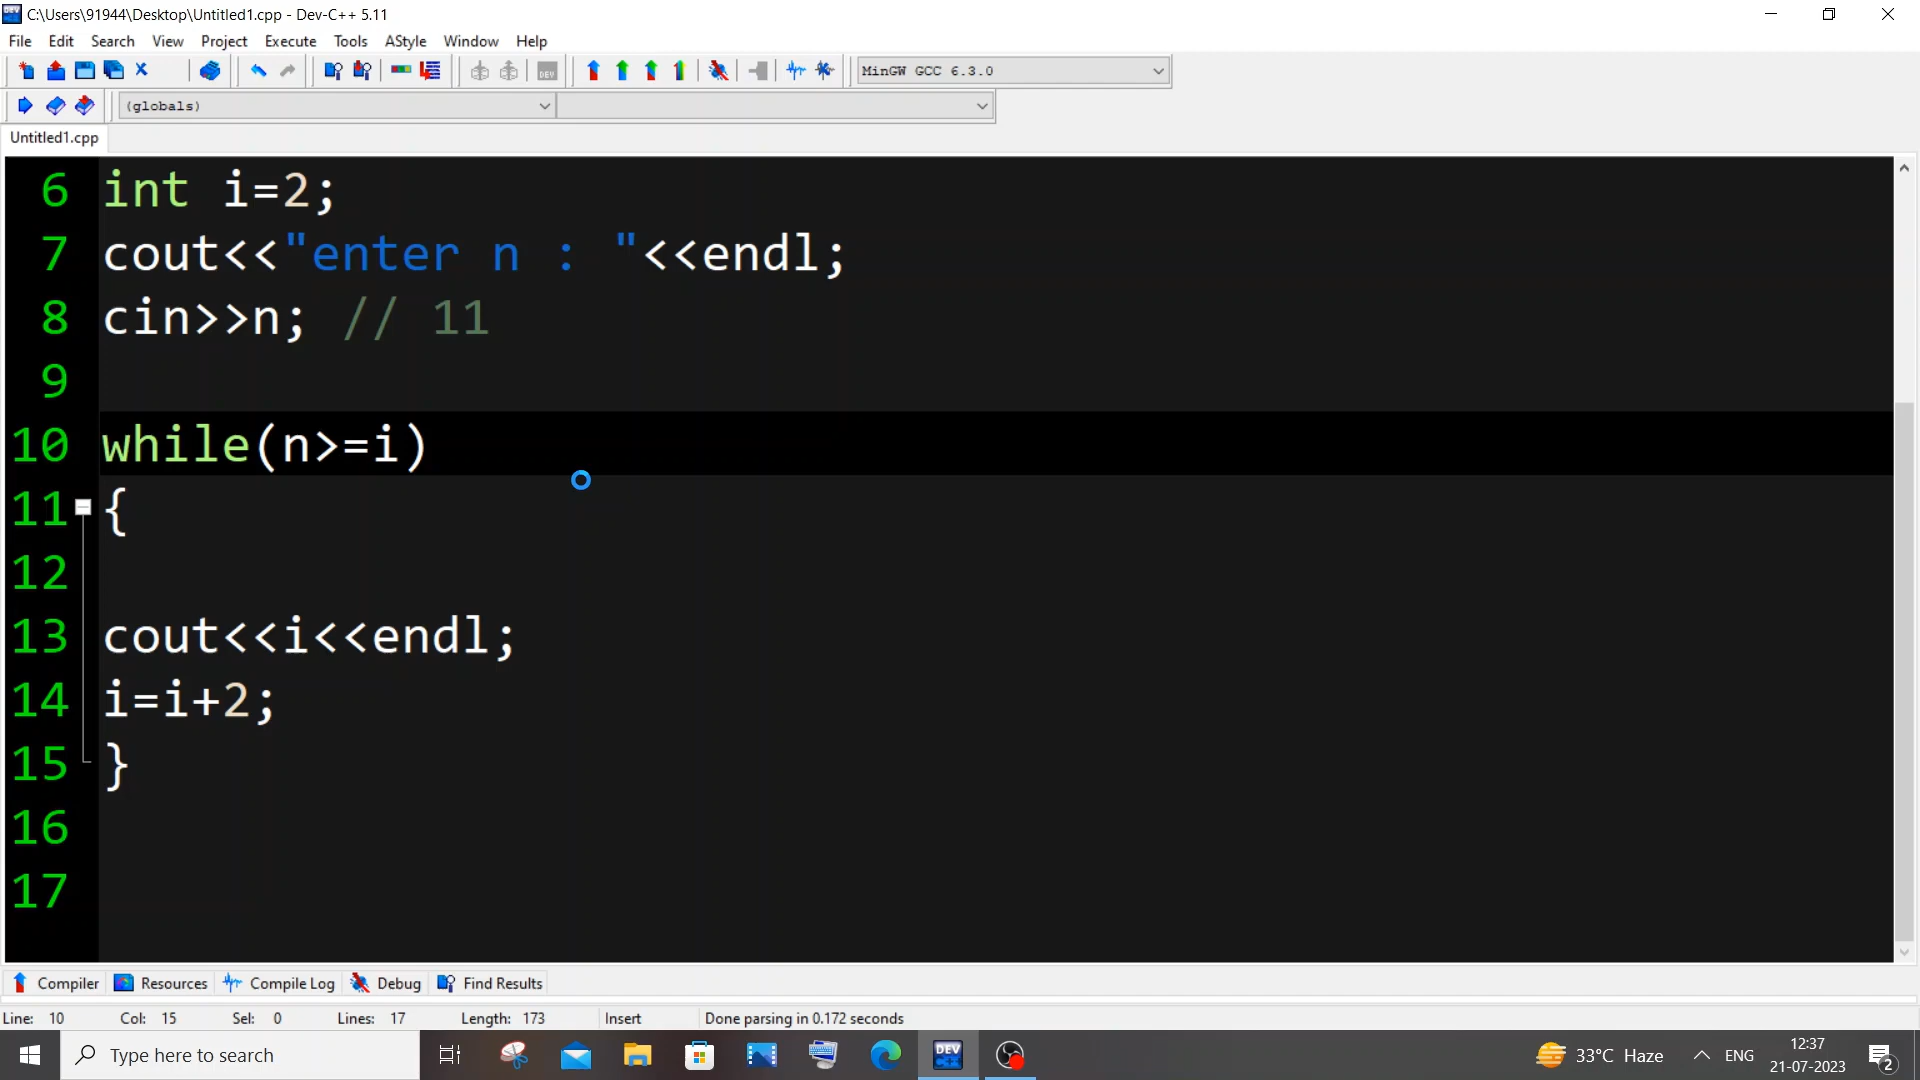 C:\Users\91944\Desktop\Untitled1.cpp - Dev-C++ 5.11
File Edit Search View Project Execute Tools AStyle Window Help
MinGW GCC 6.3.0
(globals)
Untitled1.cpp
6 int i=2;
7 cout<<"enter n : "<<endl;
8 cin>>n; // 11
9
10 while(n>=i)
11 {
12
13 cout<<i<<endl;
14 i=i+2;
15 }
16
17
Compiler Resources Compile Log Debug Find Results
Line: 10 Col: 15 Sel: 0 Lines: 17 Length: 173 Insert Done parsing in 0.172 seconds
Type here to search DEV C++ 33°C Haze ENG 12:37
21-07-2023 2